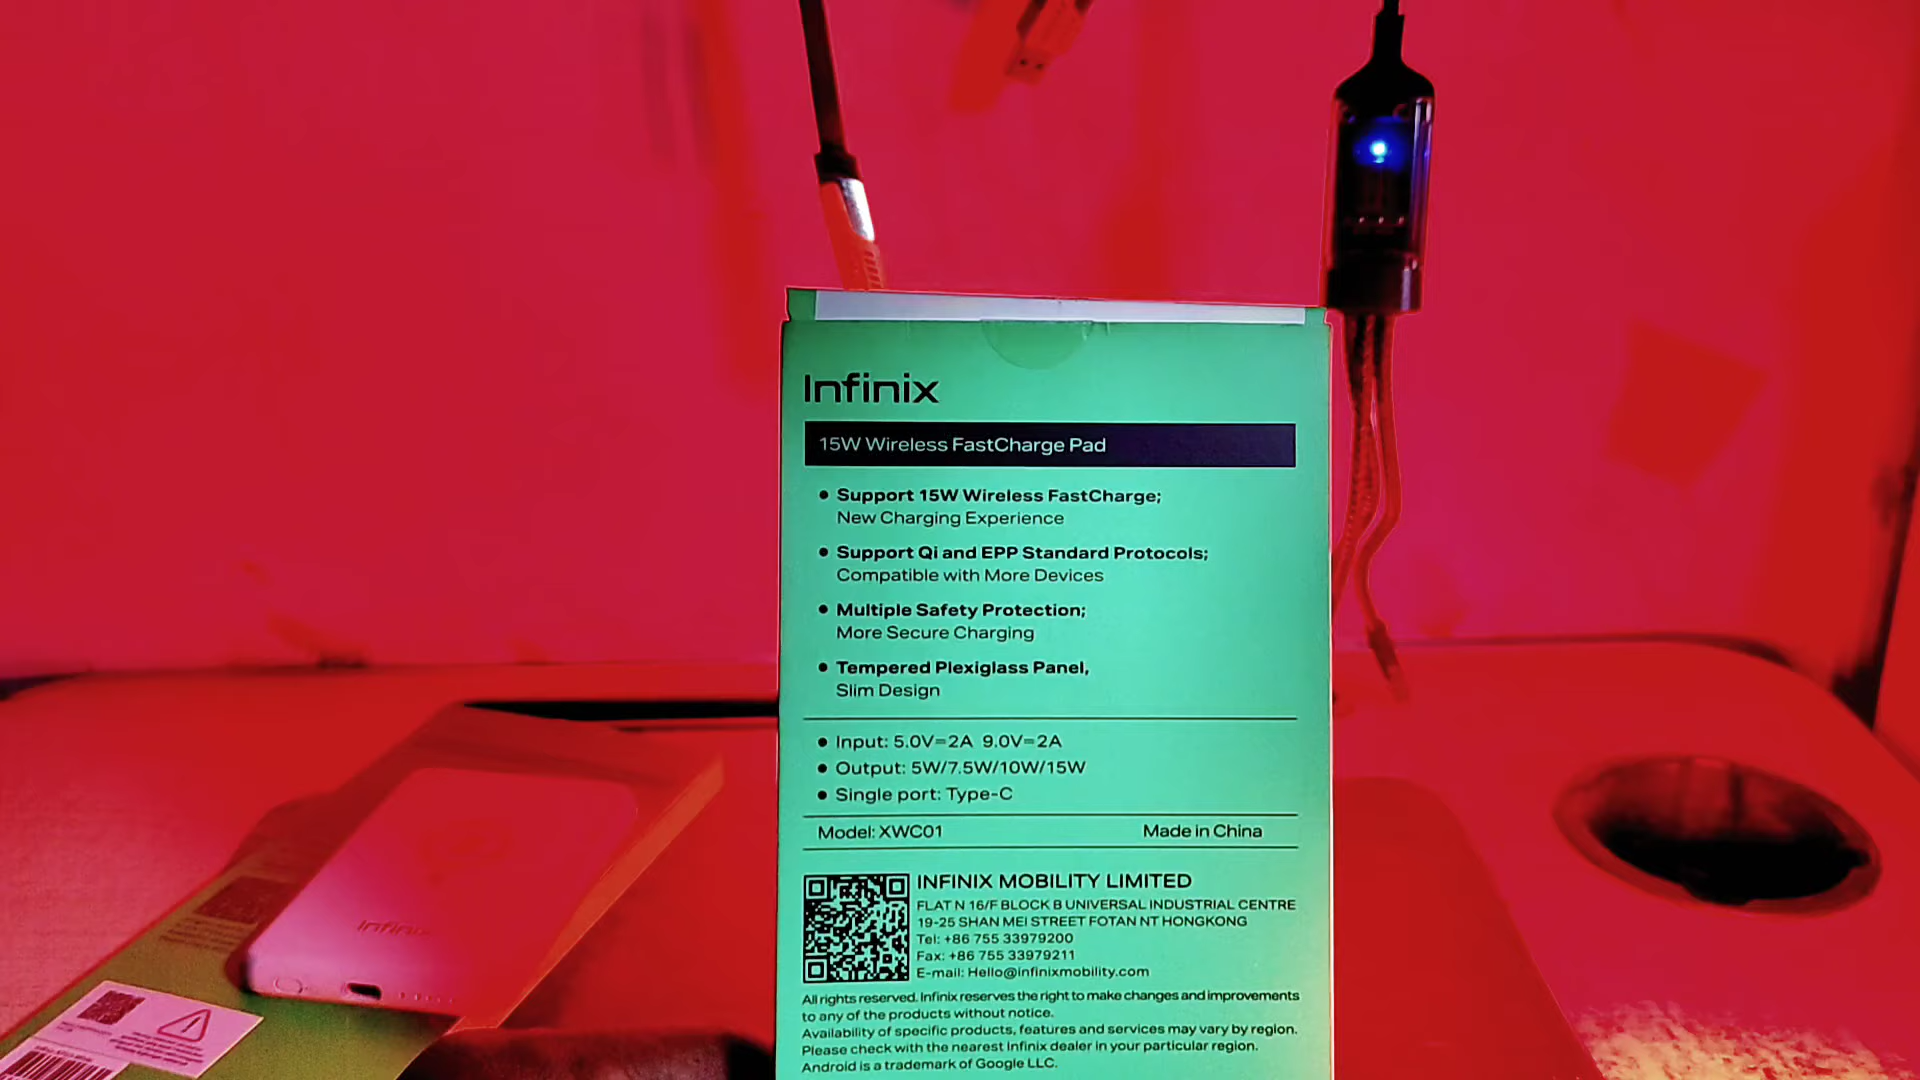 Infinix
15W Wireless FastCharge Pad
● Support 15W Wireless FastCharge;
New Charging Experience
● Support Qi and EPP Standard Protocols;
Compatible with More Devices
● Multiple Safety Protection;
More Secure Charging
● Tempered Plexiglass Panel,
Slim Design
● Input: 5.0V=2A 9.0V=2A
● Output: 5W/7.5W/10W/15W
● Single port: Type-C
Model: XWC01 Made in China
INFINIX MOBILITY LIMITED
FLAT N 16/F BLOCK B UNIVERSAL INDUSTRIAL CENTRE
19-25 SHAN MEI STREET FOTAN NT HONGKONG
Tel: +86 755 33979200
Fax: +86 755 33979211
E-mail: Hello@infinixmobility.com
All rights reserved. Infinix reserves the right to make changes and improvements
to any of the products without notice.
Availability of specific products, features and services may vary by region.
Please check with the nearest Infinix dealer in your particular region.
Android is a trademark of Google LLC.
Infinix